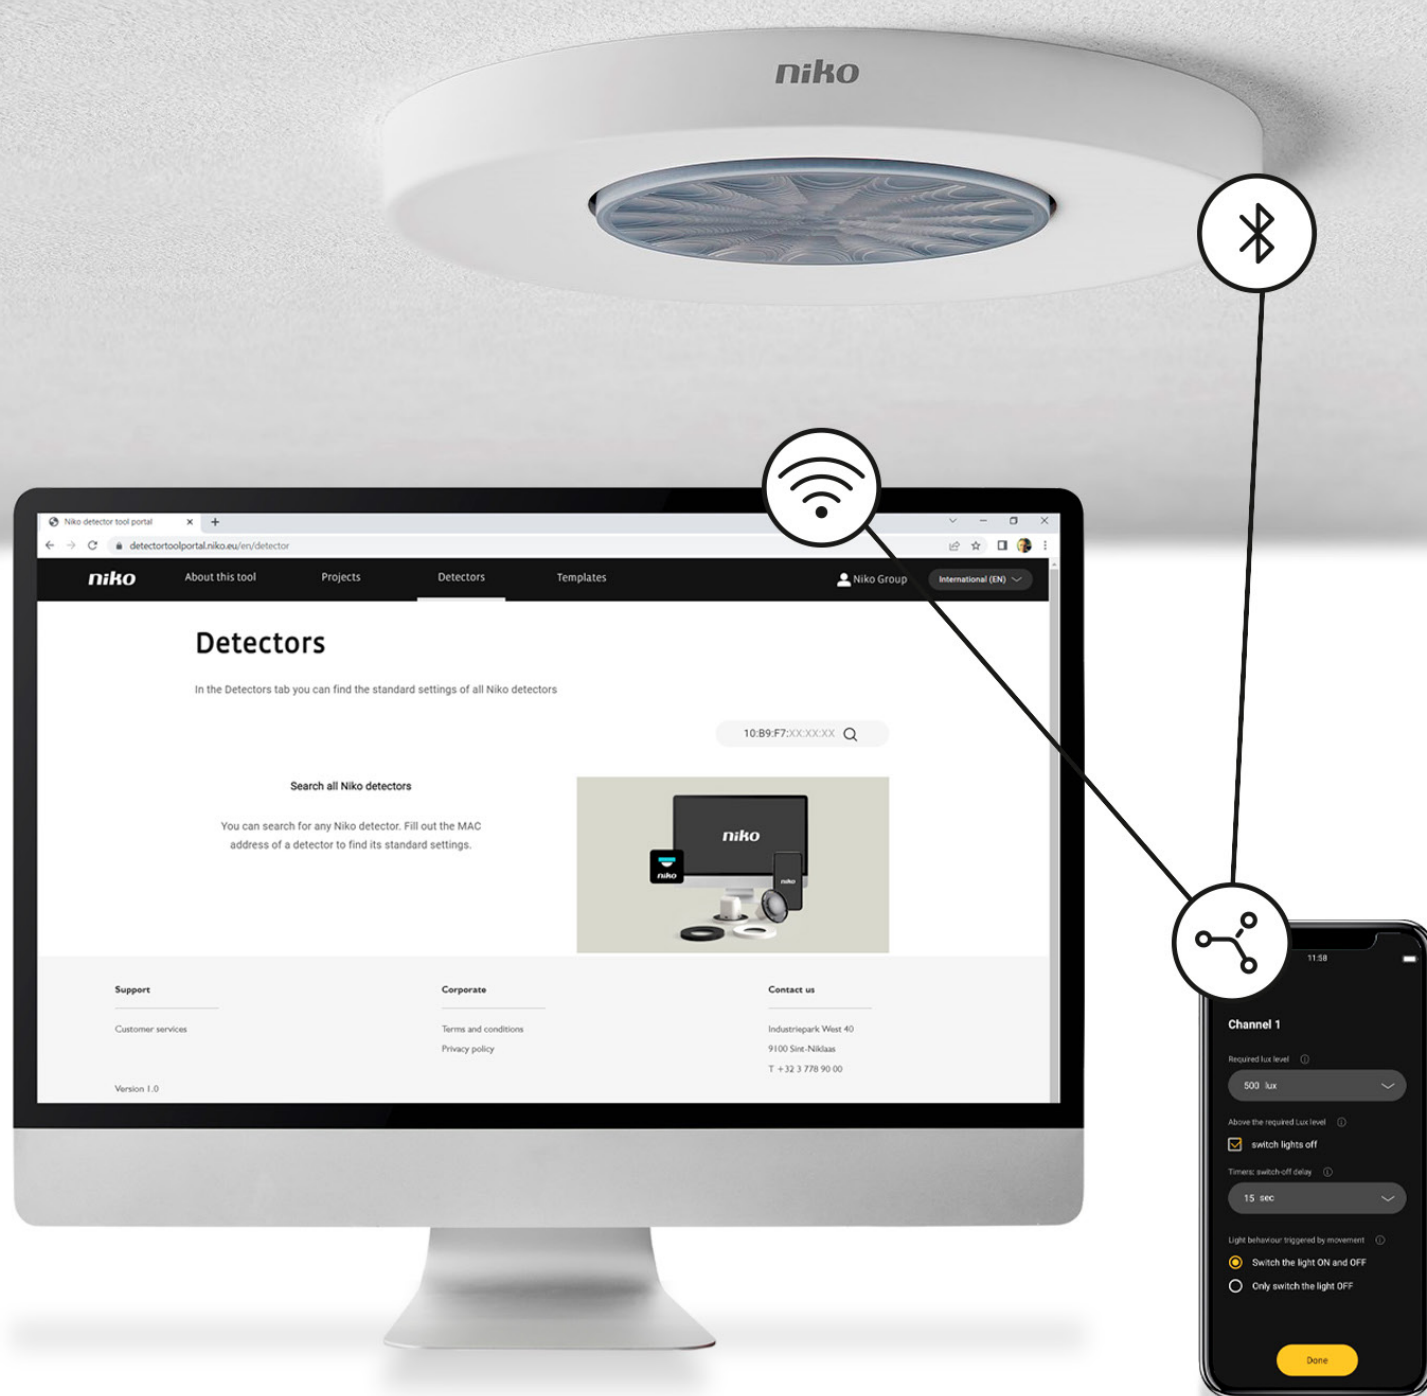 niko
Niko detector tool portal
detectortoolportal.niko.eu/en/detector
niko
About this tool
Projects
Detectors
Templates
Niko Group
International (EN)
Detectors
In the Detectors tab you can find the standard settings of all Niko detectors
10:B9:F7:XX:XX:XX
Search all Niko detectors
You can search for any Niko detector. Fill out the MAC
address of a detector to find its standard settings.
niko
niko
niko
Support
Customer services
Version 1.0
Corporate
Terms and conditions
Privacy policy
Contact us
Industriepark West 40
9100 Sint-Niklaas
T +32 3 778 90 00
11:58
Channel 1
Required lux level
500 lux
Above the required Lux level
switch lights off
Timers: switch-off delay
15 sec
Light behaviour triggered by movement
Switch the light ON and OFF
Only switch the light OFF
Done